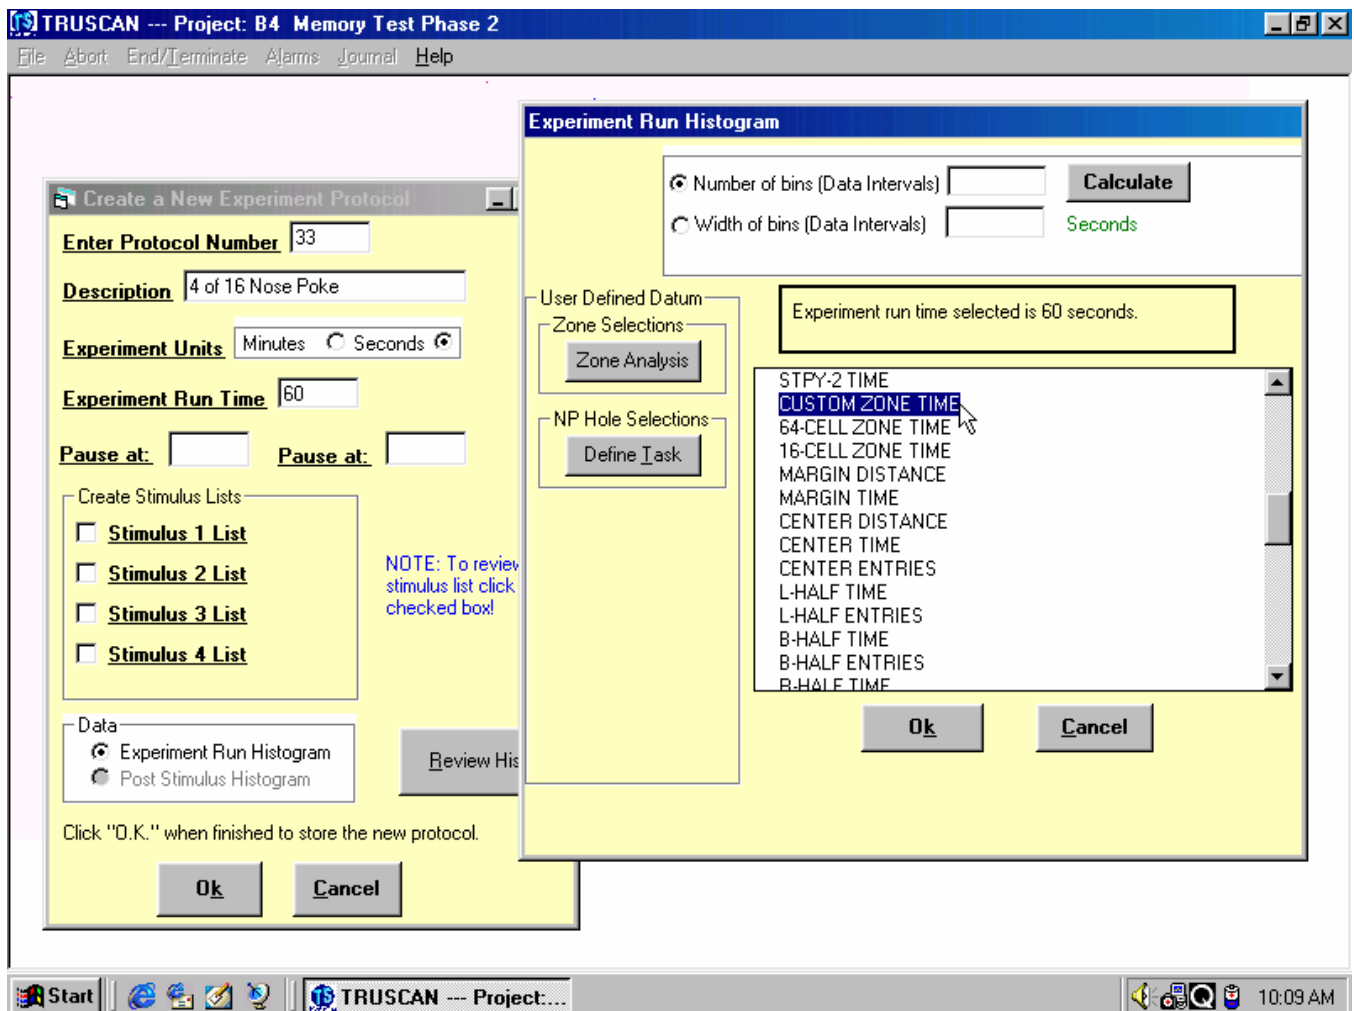 TRUSCAN --- Project: B4 Memory Test Phase 2
File Abort End/Terminate Alarms Journal Help
Create a New Experiment Protocol
Enter Protocol Number 33
Description 4 of 16 Nose Poke
Experiment Units Minutes Seconds
Experiment Run Time 60
Pause at: Pause at:
Create Stimulus Lists
Stimulus 1 List
Stimulus 2 List
Stimulus 3 List
Stimulus 4 List
NOTE: To review
stimulus list click
checked box!
Data
Experiment Run Histogram
Post Stimulus Histogram
Review His
Click "O.K." when finished to store the new protocol.
Ok Cancel
Experiment Run Histogram
Number of bins (Data Intervals) Calculate
Width of bins (Data Intervals) Seconds
User Defined Datum
Zone Selections
Zone Analysis
NP Hole Selections
Define Task
Experiment run time selected is 60 seconds.
STPY-2 TIME
CUSTOM ZONE TIME
64-CELL ZONE TIME
16-CELL ZONE TIME
MARGIN DISTANCE
MARGIN TIME
CENTER DISTANCE
CENTER TIME
CENTER ENTRIES
L-HALF TIME
L-HALF ENTRIES
B-HALF TIME
B-HALF ENTRIES
R-HALF TIME
Ok Cancel
Start TRUSCAN --- Project:... 10:09 AM